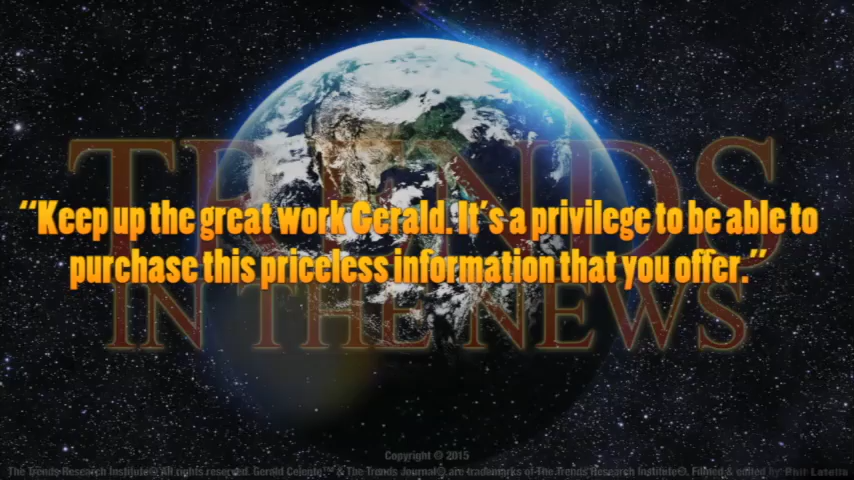 TRENDS
IN THE NEWS
“Keep up the great work Gerald. It's a privilege to be able to
purchase this priceless information that you offer.”
Copyright © 2015
The Trends Research Institute® All rights reserved. Gerald Celente™ & The Trends Journal® are trademarks of The Trends Research Institute®. Filmed & edited by